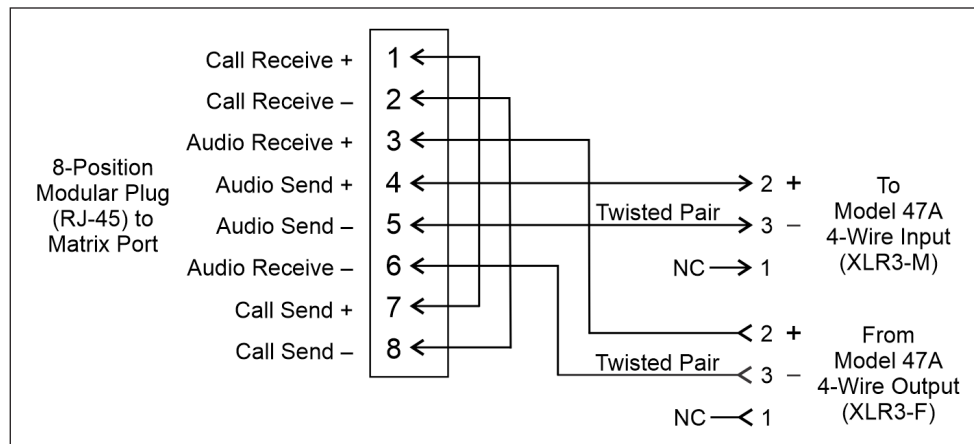 8-Position
Modular Plug
(RJ-45) to
Matrix Port
Call Receive + 1
Call Receive – 2
Audio Receive + 3
Audio Send + 4
Audio Send – 5
Audio Receive – 6
Call Send + 7
Call Send – 8
Twisted Pair
2 +
3 –
NC 1
To
Model 47A
4-Wire Input
(XLR3-M)
Twisted Pair
2 +
3 –
NC 1
From
Model 47A
4-Wire Output
(XLR3-F)